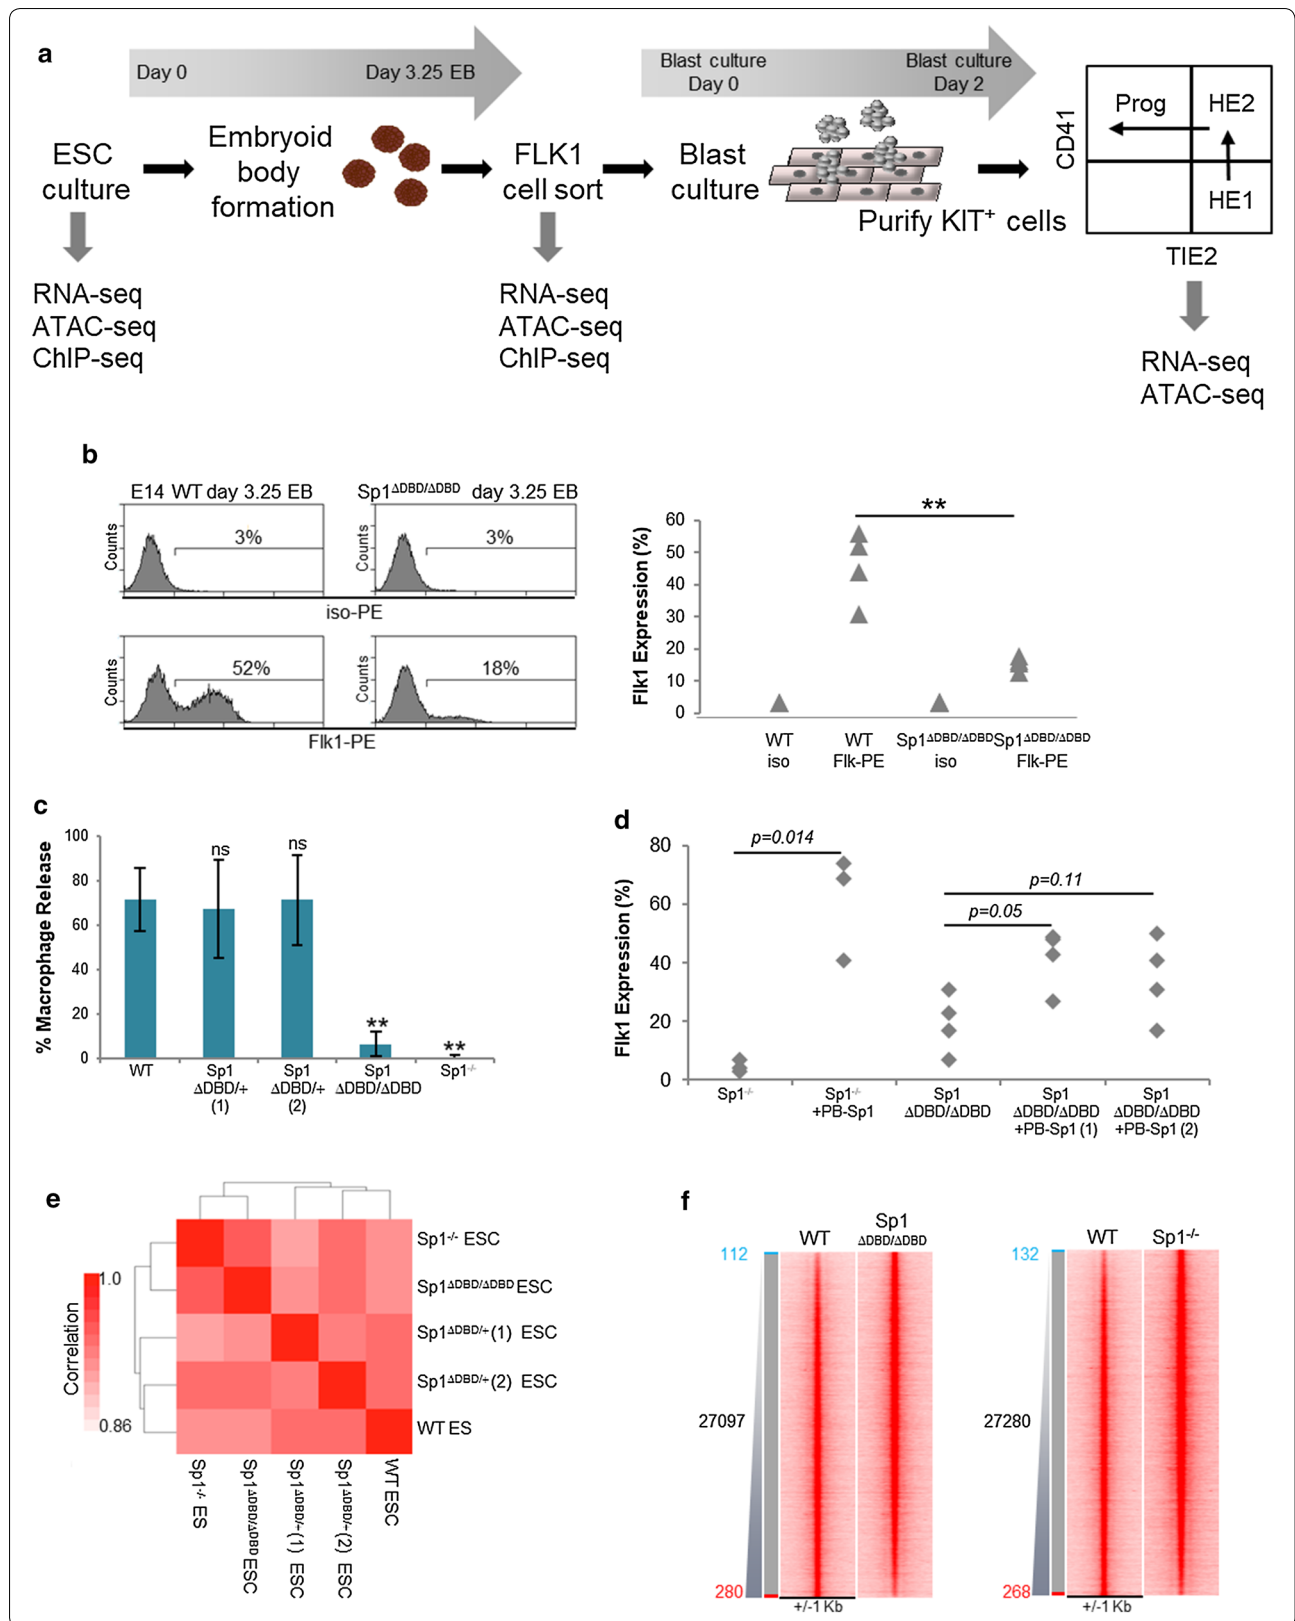 a
Day 0
Day 3.25 EB
Blast culture
Day 0
Blast culture
Day 2
ESC
culture
Embryoid
body
formation
FLK1
cell sort
Blast
culture
Purify KIT+ cells
CD41
Prog
HE2
HE1
TIE2
RNA-seq
ATAC-seq
ChIP-seq
RNA-seq
ATAC-seq
ChIP-seq
RNA-seq
ATAC-seq
b
E14 WT day 3.25 EB
Sp1ΔDBD/ΔDBD day 3.25 EB
Counts
3%
Counts
3%
iso-PE
Counts
52%
Counts
18%
Flk1-PE
**
Flk1 Expression (%)
60
50
40
30
20
10
0
WT
iso
WT
Flk-PE
Sp1ΔDBD/ΔDBD
iso
Sp1ΔDBD/ΔDBD
Flk-PE
c
% Macrophage Release
100
80
60
40
20
0
ns
ns
**
**
WT
Sp1
ΔDBD/+
(1)
Sp1
ΔDBD/+
(2)
Sp1
ΔDBD/ΔDBD
Sp1-/-
d
Flk1 Expression (%)
80
60
40
20
0
p=0.014
p=0.11
p=0.05
Sp1-/-
Sp1-/-
+PB-Sp1
Sp1
ΔDBD/ΔDBD
Sp1
ΔDBD/ΔDBD
+PB-Sp1 (1)
Sp1
ΔDBD/ΔDBD
+PB-Sp1 (2)
e
Correlation
1.0
0.86
Sp1-/- ESC
Sp1ΔDBD/ΔDBD ESC
Sp1ΔDBD/+(1) ESC
Sp1ΔDBD/+(2) ESC
WT ES
Sp1-/- ES
Sp1ΔDBD/ΔDBD ESC
Sp1ΔDBD/+(1) ESC
Sp1ΔDBD/+(2) ESC
WT ESC
f
WT
Sp1
ΔDBD/ΔDBD
112
27097
280
+/-1 Kb
WT
Sp1-/-
132
27280
268
+/-1 Kb